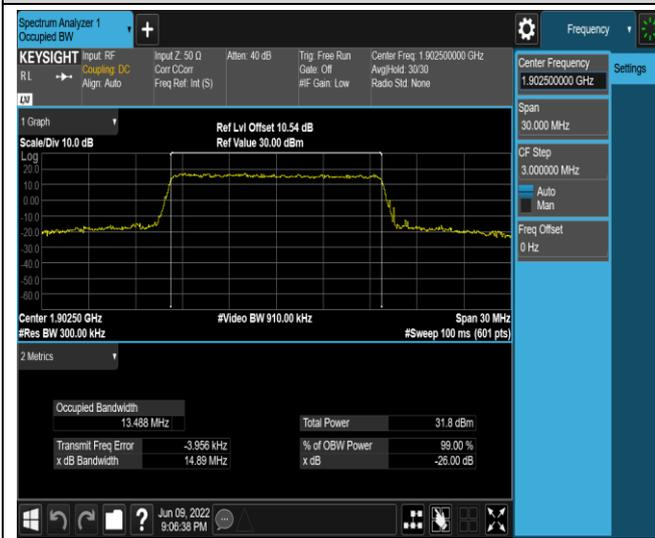 Spectrum Analyzer 1
Occupied BW
+
Frequency
KEYSIGHT
RL
Input: RF
Coupling: DC
Align: Auto
Input Z: 50 Ω
Corr CCorr
Freq Ref: Int (S)
Atten: 40 dB
Trig: Free Run
Gate: Off
#IF Gain: Low
Center Freq: 1.902500000 GHz
Avg|Hold: 30/30
Radio Std: None
LXI
Center Frequency
1.902500000 GHz
Settings
Span
30.000 MHz
CF Step
3.000000 MHz
Auto
Man
Freq Offset
0 Hz
1 Graph
Scale/Div 10.0 dB
Ref Lvl Offset 10.54 dB
Ref Value 30.00 dBm
Log
20.0
10.0
0.00
-10.0
-20.0
-30.0
-40.0
-50.0
-60.0
Center 1.90250 GHz
#Res BW 300.00 kHz
#Video BW 910.00 kHz
Span 30 MHz
#Sweep 100 ms (601 pts)
2 Metrics
Occupied Bandwidth
13.488 MHz
Transmit Freq Error -3.956 kHz
x dB Bandwidth 14.89 MHz
Total Power 31.8 dBm
% of OBW Power 99.00 %
x dB -26.00 dB
?
Jun 09, 2022
9:06:38 PM